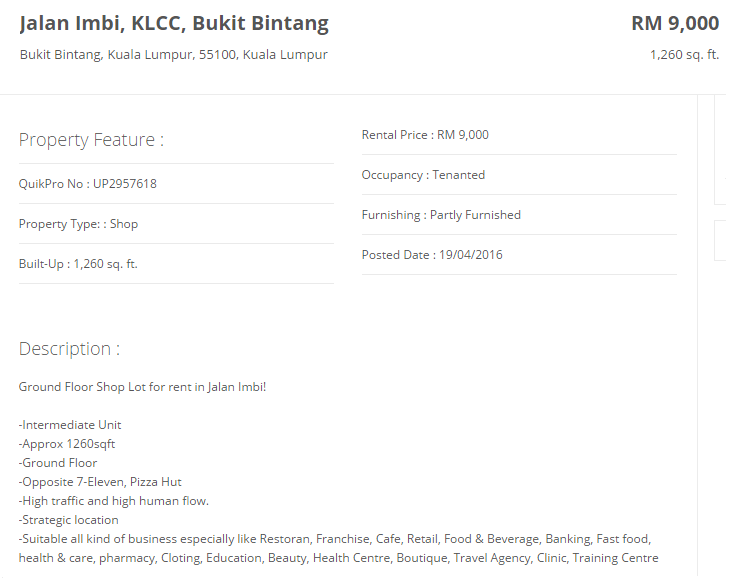 Jalan Imbi, KLCC, Bukit Bintang
RM 9,000
Bukit Bintang, Kuala Lumpur, 55100, Kuala Lumpur
1,260 sq. ft.
Property Feature :
QuikPro No : UP2957618
Property Type: : Shop
Built-Up : 1,260 sq. ft.
Rental Price : RM 9,000
Occupancy : Tenanted
Furnishing : Partly Furnished
Posted Date : 19/04/2016
Description :
Ground Floor Shop Lot for rent in Jalan Imbi!
-Intermediate Unit
-Approx 1260sqft
-Ground Floor
-Opposite 7-Eleven, Pizza Hut
-High traffic and high human flow.
-Strategic location
-Suitable all kind of business especially like Restoran, Franchise, Cafe, Retail, Food & Beverage, Banking, Fast food,
health & care, pharmacy, Cloting, Education, Beauty, Health Centre, Boutique, Travel Agency, Clinic, Training Centre